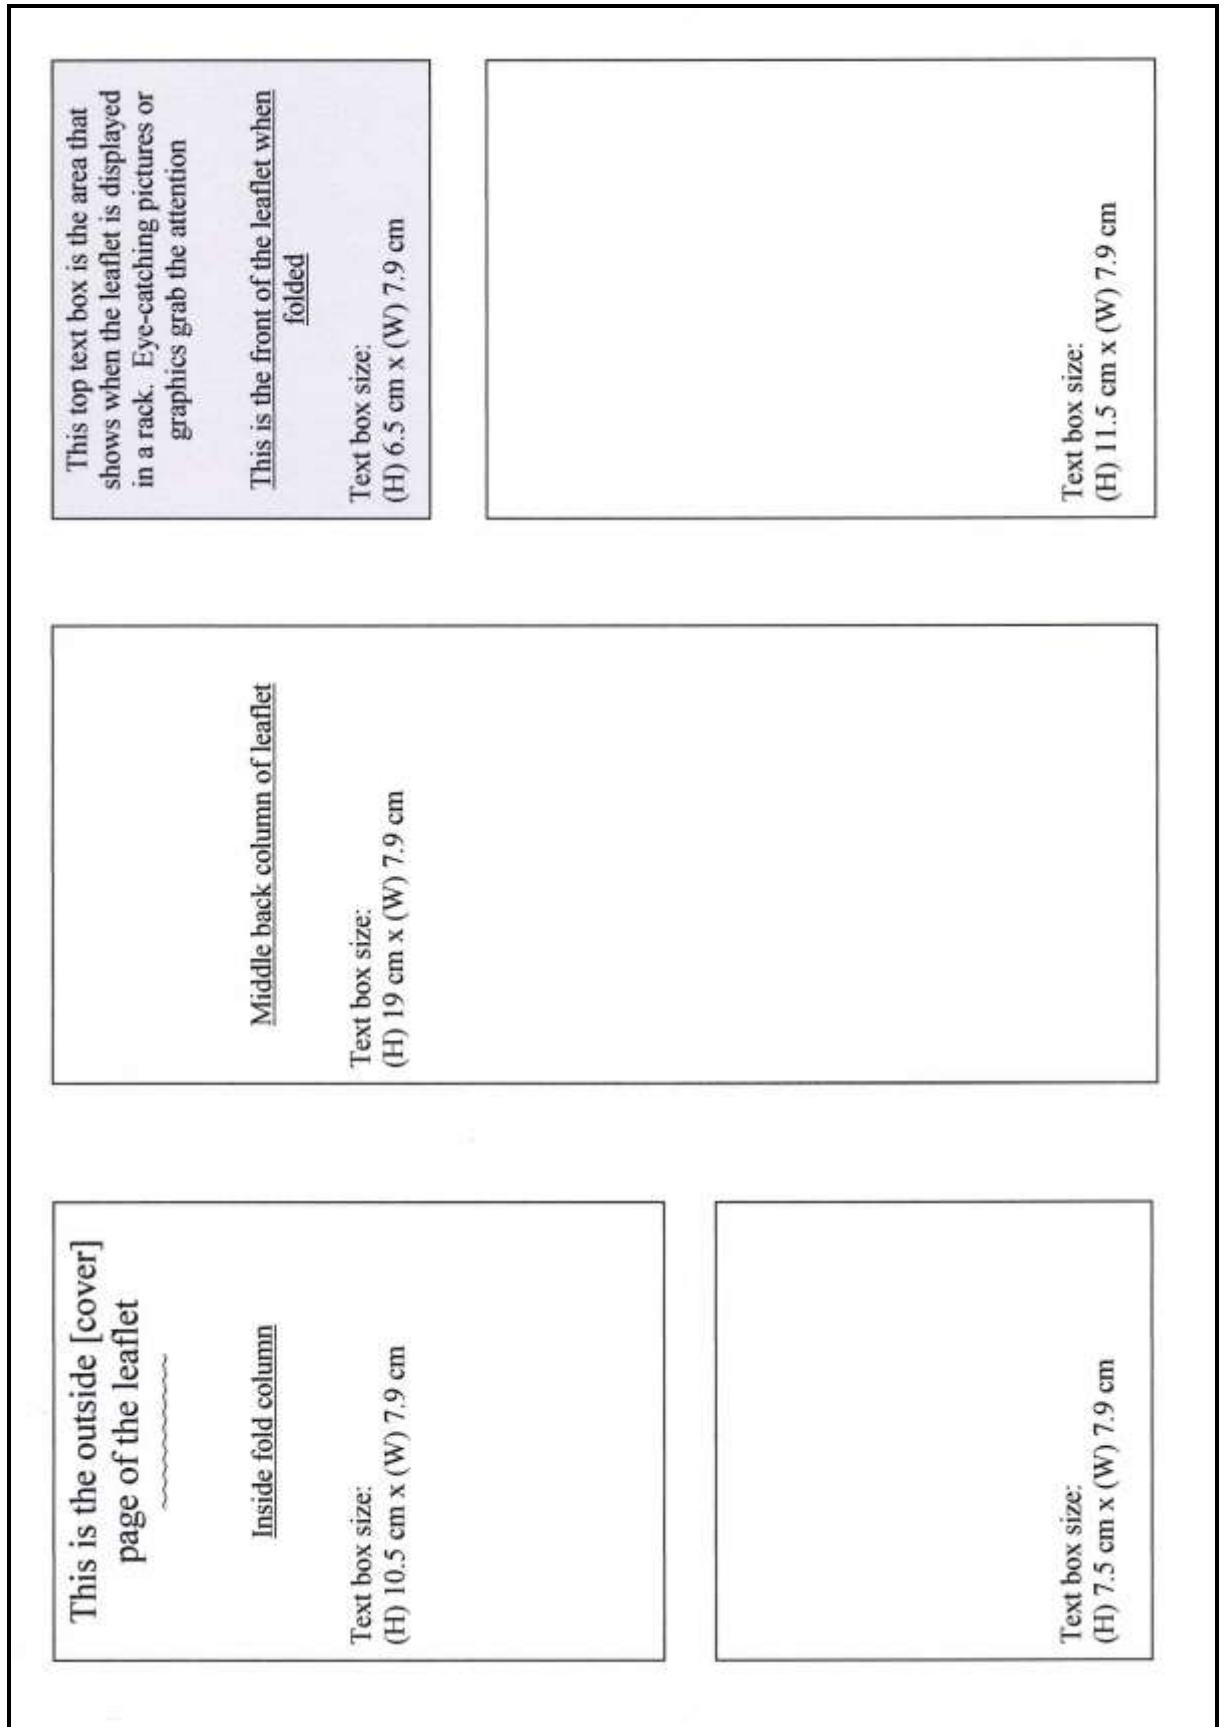 This is the outside [cover]
page of the leaflet
Inside fold column
Text box size:
(H) 10.5 cm x (W) 7.9 cm
Text box size:
(H) 7.5 cm x (W) 7.9 cm
Middle back column of leaflet
Text box size:
(H) 19 cm x (W) 7.9 cm
This top text box is the area that
shows when the leaflet is displayed
in a rack. Eye-catching pictures or
graphics grab the attention
This is the front of the leaflet when
folded
Text box size:
(H) 6.5 cm x (W) 7.9 cm
Text box size:
(H) 11.5 cm x (W) 7.9 cm